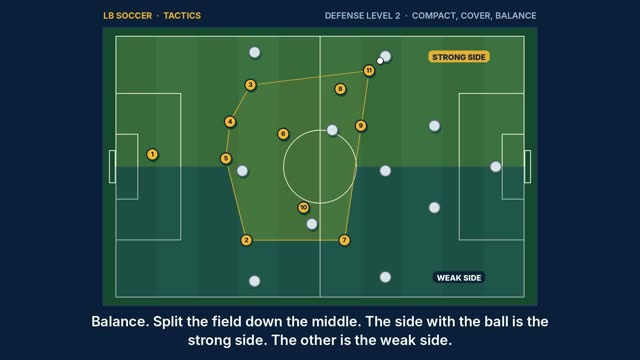 LB SOCCER · TACTICS
DEFENSE LEVEL 2 · COMPACT, COVER, BALANCE
STRONG SIDE
11
3
8
4
9
6
1
5
10
2
7
WEAK SIDE
Balance. Split the field down the middle. The side with the ball is the
strong side. The other is the weak side.